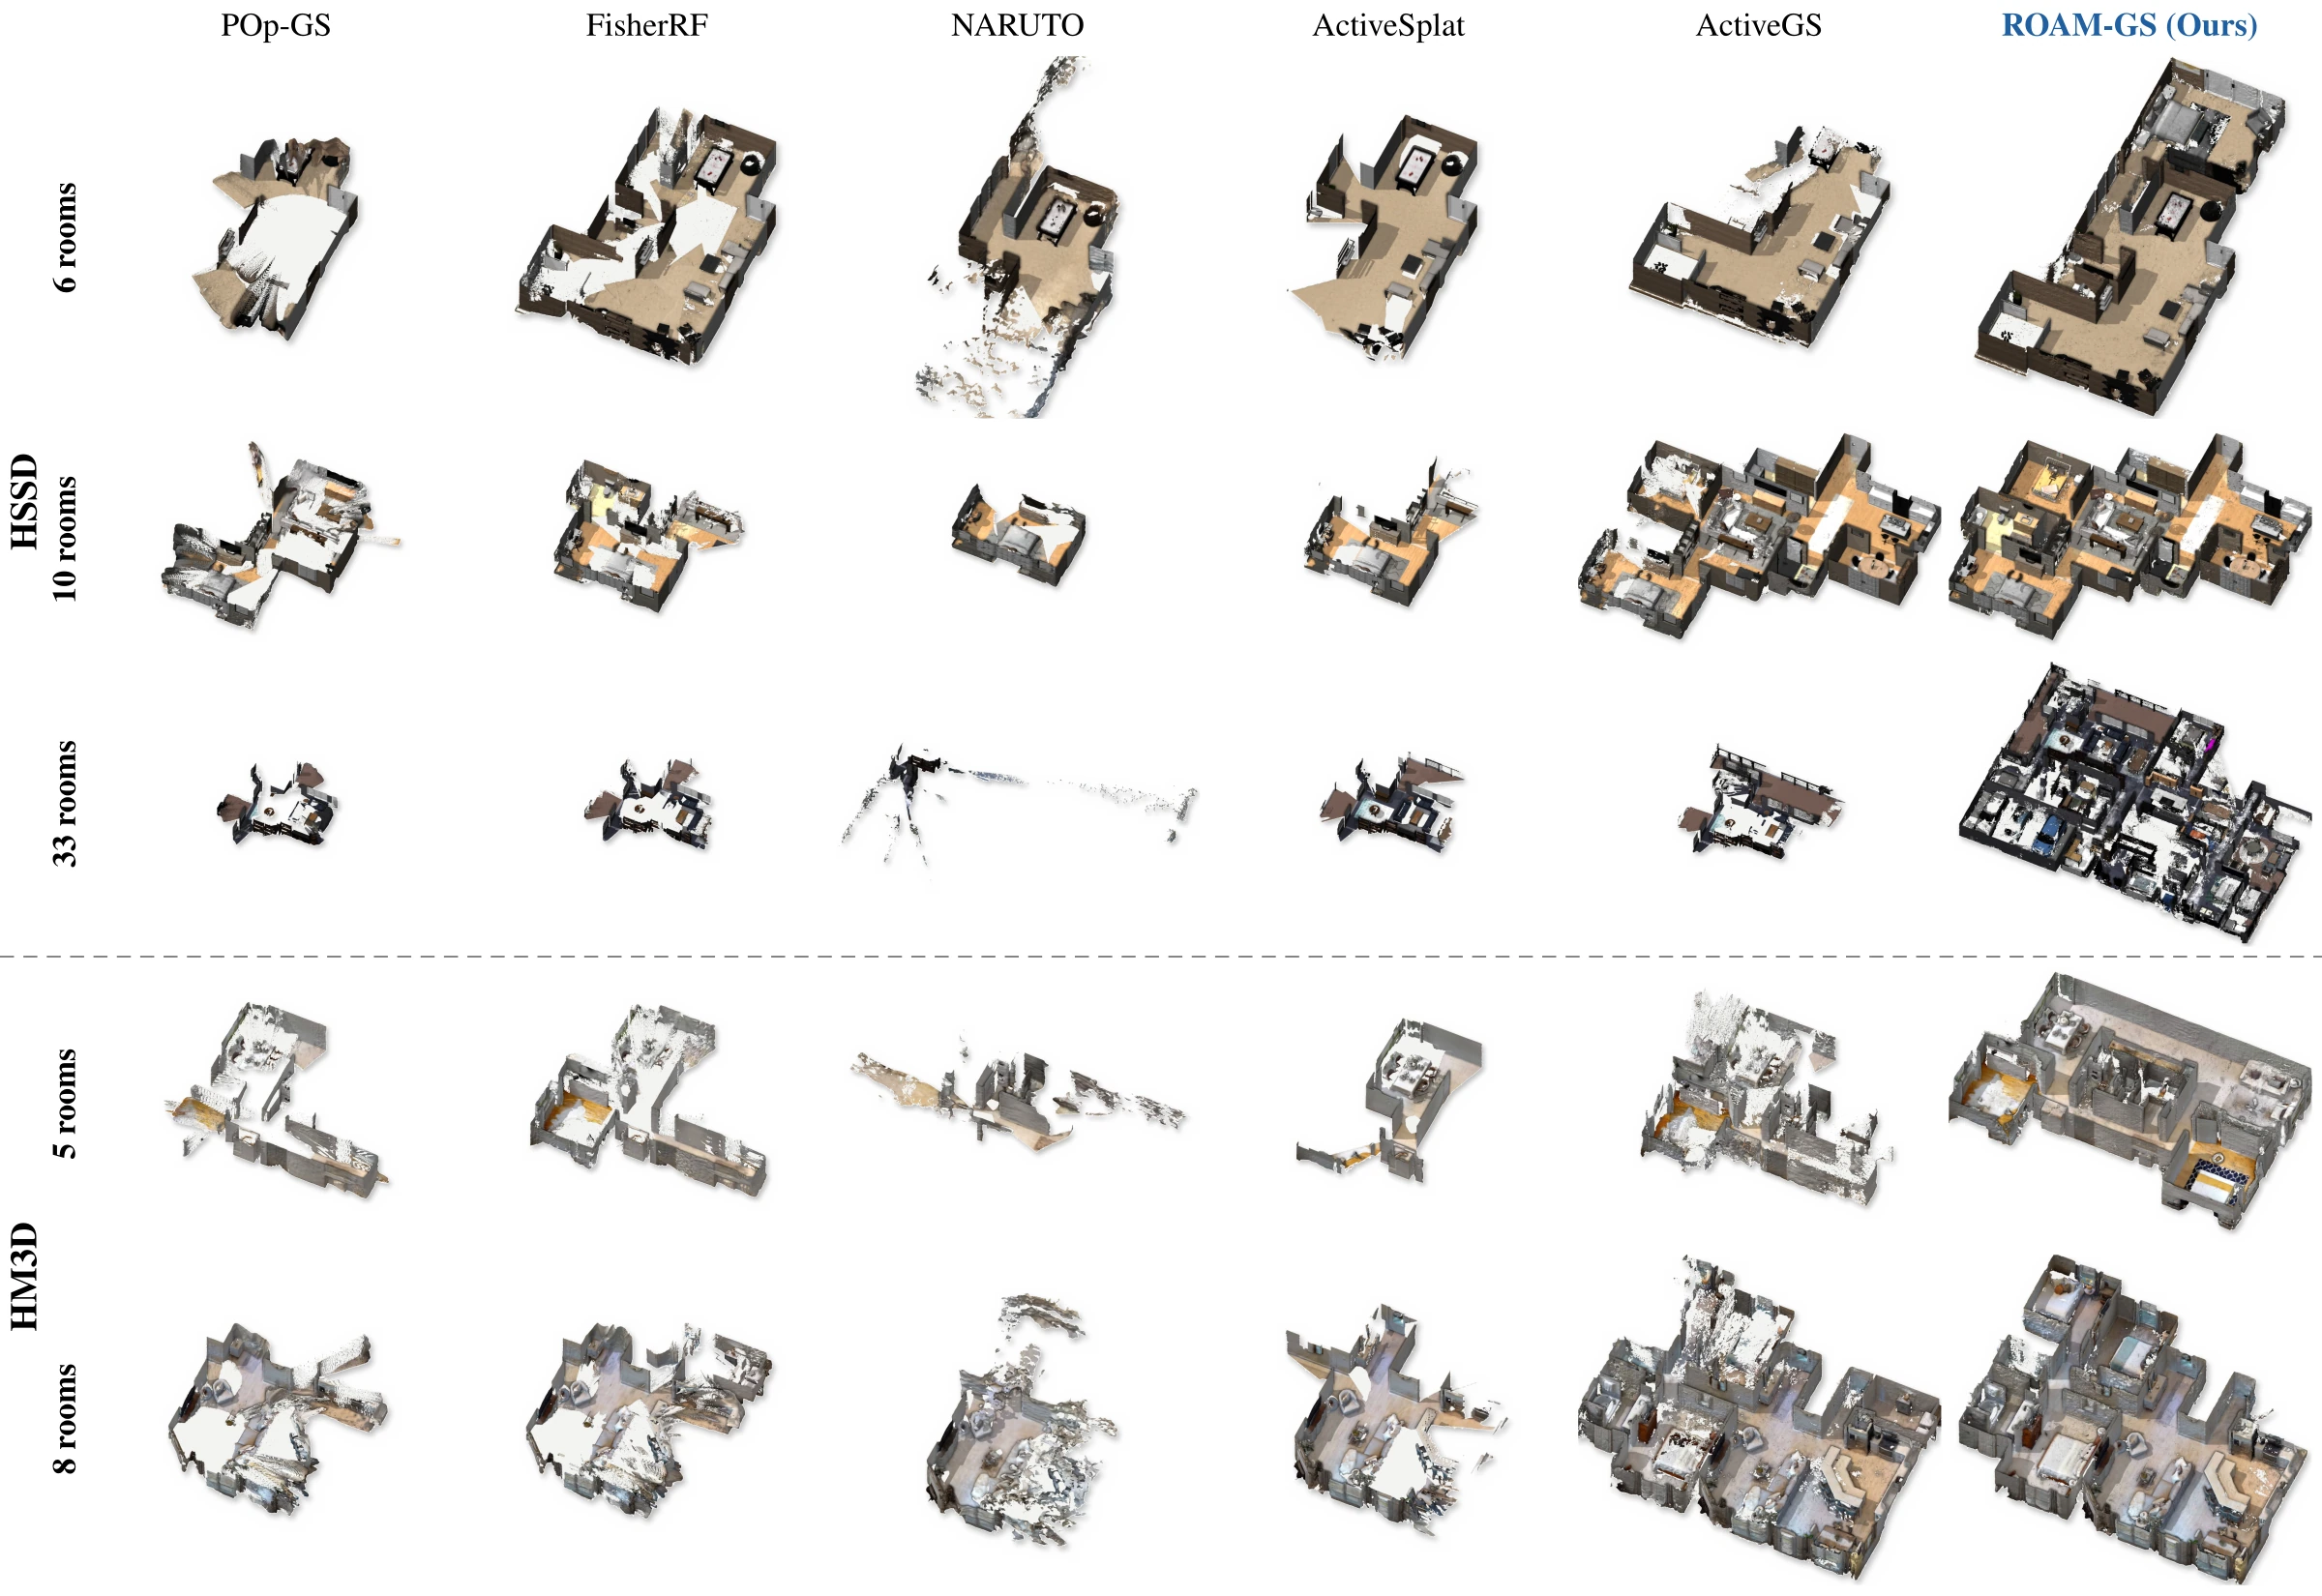 POp-GS FisherRF NARUTO ActiveSplat ActiveGS ROAM-GS (Ours)
HSSD
6 rooms
10 rooms
33 rooms
HM3D
5 rooms
8 rooms